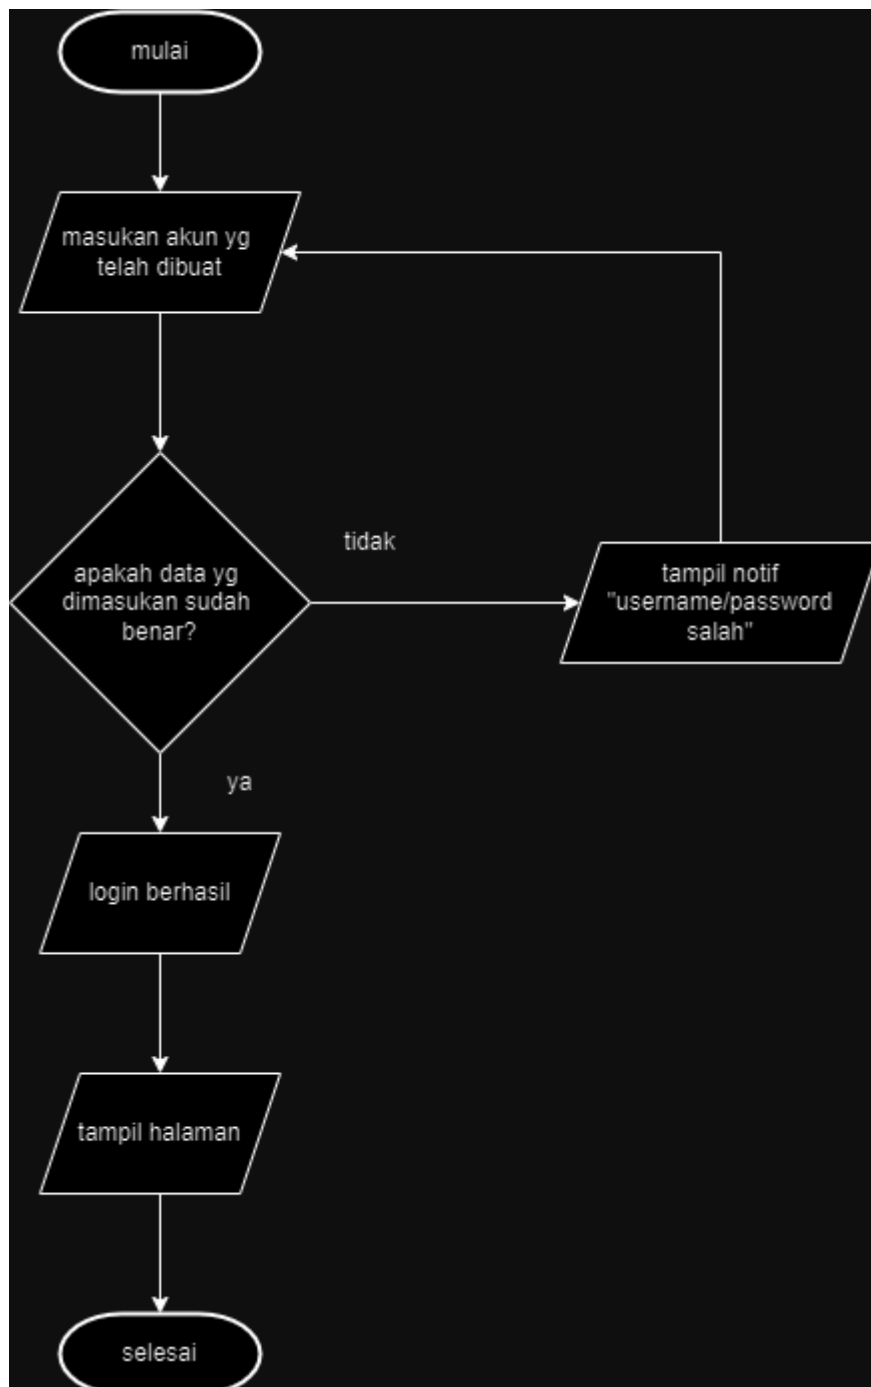 mulai
masukan akun yg
telah dibuat
apakah data yg
dimasukan sudah
benar?
tidak
tampil notif
"username/password
salah"
ya
login berhasil
tampil halaman
selesai